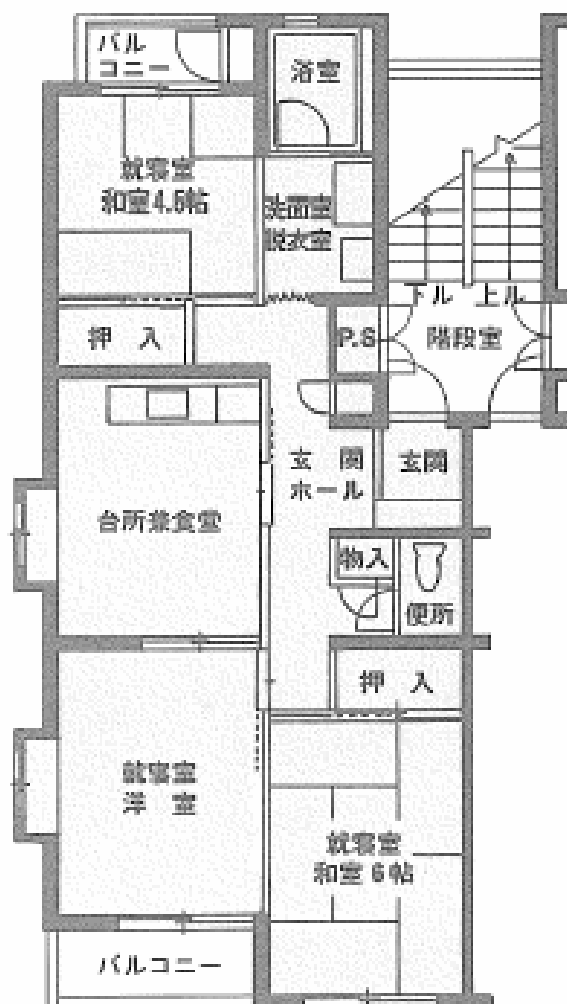 バル
コニー
浴室
就寝室
和室4.5帖
洗面室
脱衣室
下ル 上ル
押 入
P.S
階段室
玄 関
ホール
玄関
台所兼食堂
物入
便所
押 入
就寝室
洋 室
就寝室
和室 6 帖
バルコニー